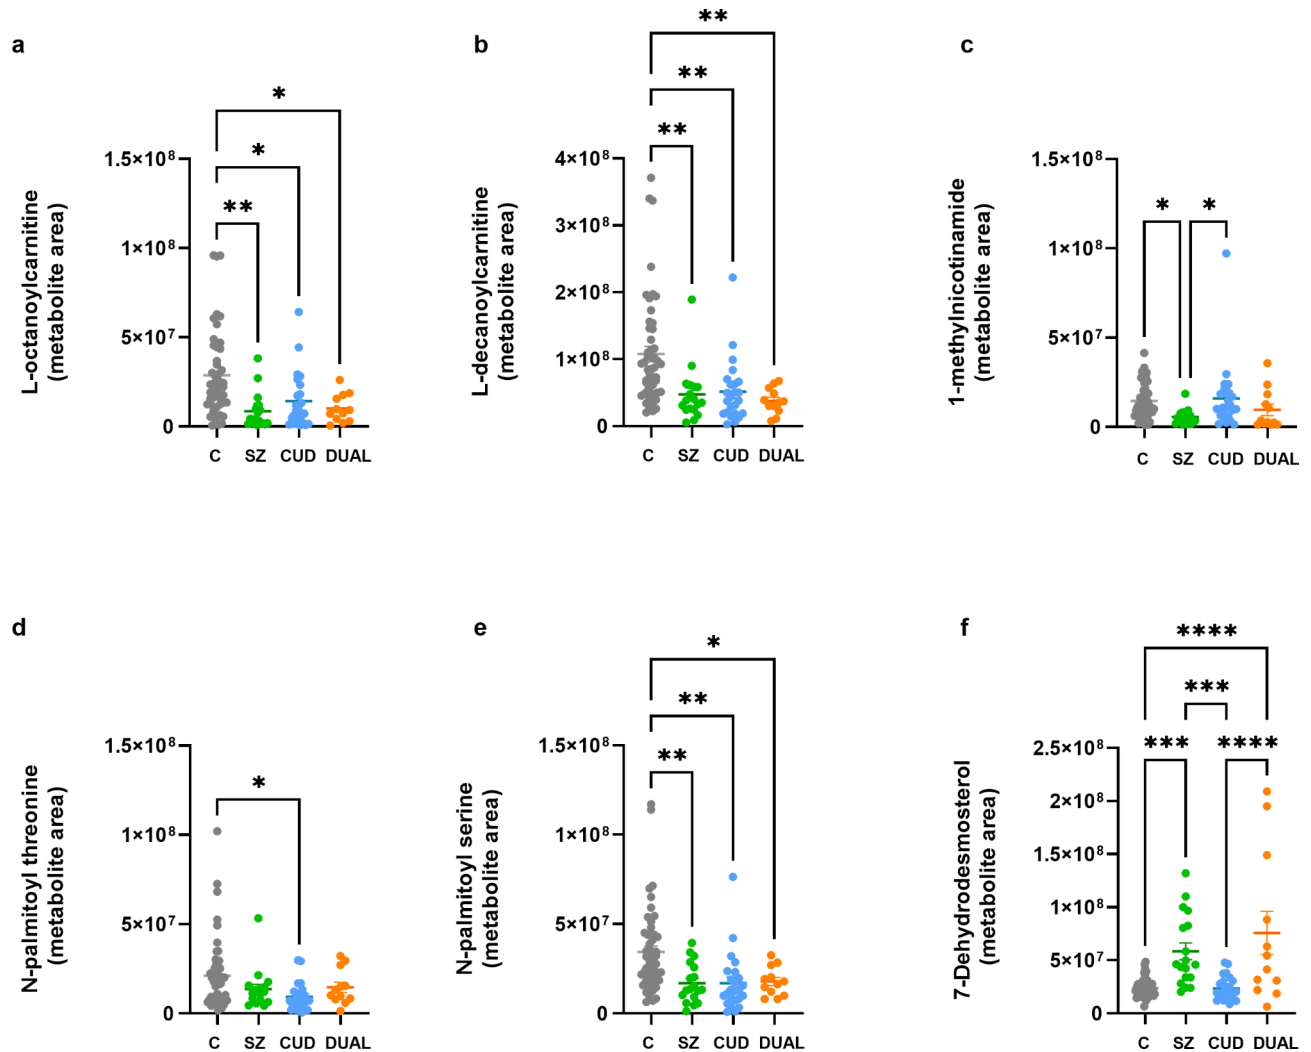 a
L-octanoylcarnitine
(metabolite area)
1.5×10⁸
1×10⁸
5×10⁷
0
*
*
**
C SZ CUD DUAL
b
L-decanoylcarnitine
(metabolite area)
4×10⁸
3×10⁸
2×10⁸
1×10⁸
0
**
**
**
C SZ CUD DUAL
c
1-methylnicotinamide
(metabolite area)
1.5×10⁸
1×10⁸
5×10⁷
0
* *
C SZ CUD DUAL
d
N-palmitoyl threonine
(metabolite area)
1.5×10⁸
1×10⁸
5×10⁷
0
*
C SZ CUD DUAL
e
N-palmitoyl serine
(metabolite area)
1.5×10⁸
1×10⁸
5×10⁷
0
*
**
**
C SZ CUD DUAL
f
7-Dehydrodesmosterol
(metabolite area)
2.5×10⁸
2×10⁸
1.5×10⁸
1×10⁸
5×10⁷
0
****
***
*** ****
C SZ CUD DUAL